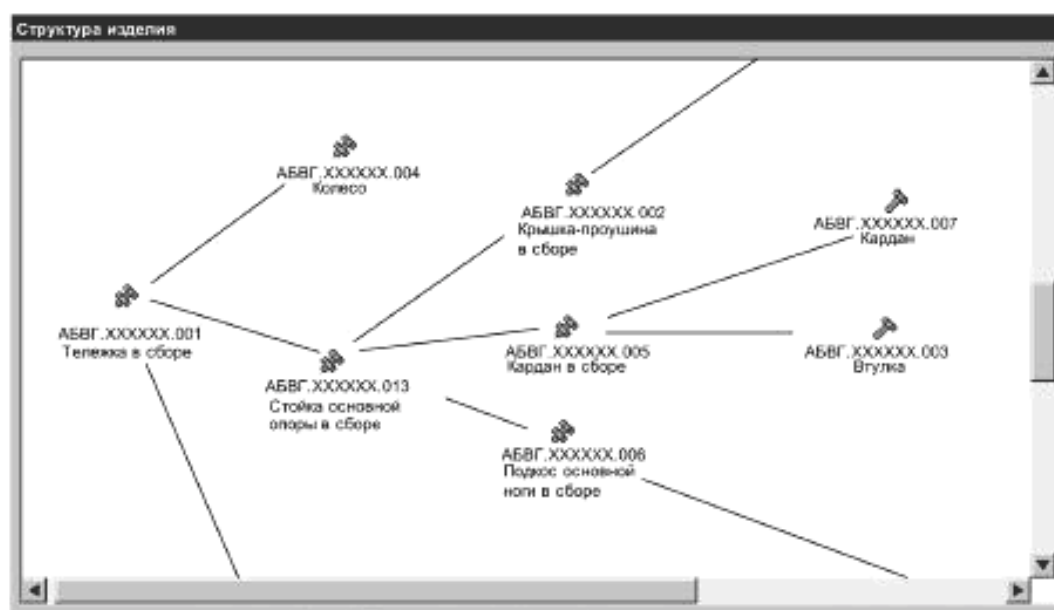 Структура изделия
АБВГ.XXXXXX.004
Колесо
АБВГ.XXXXXX.002
Крышка-проушина
в сборе
АБВГ.XXXXXX.007
Кардан
АБВГ.XXXXXX.001
Тележка в сборе
АБВГ.XXXXXX.013
Стойка основной
опоры в сборе
АБВГ.XXXXXX.005
Кардан в сборе
АБВГ.XXXXXX.003
Втулка
АБВГ.XXXXXX.006
Подкос основной
ноги в сборе